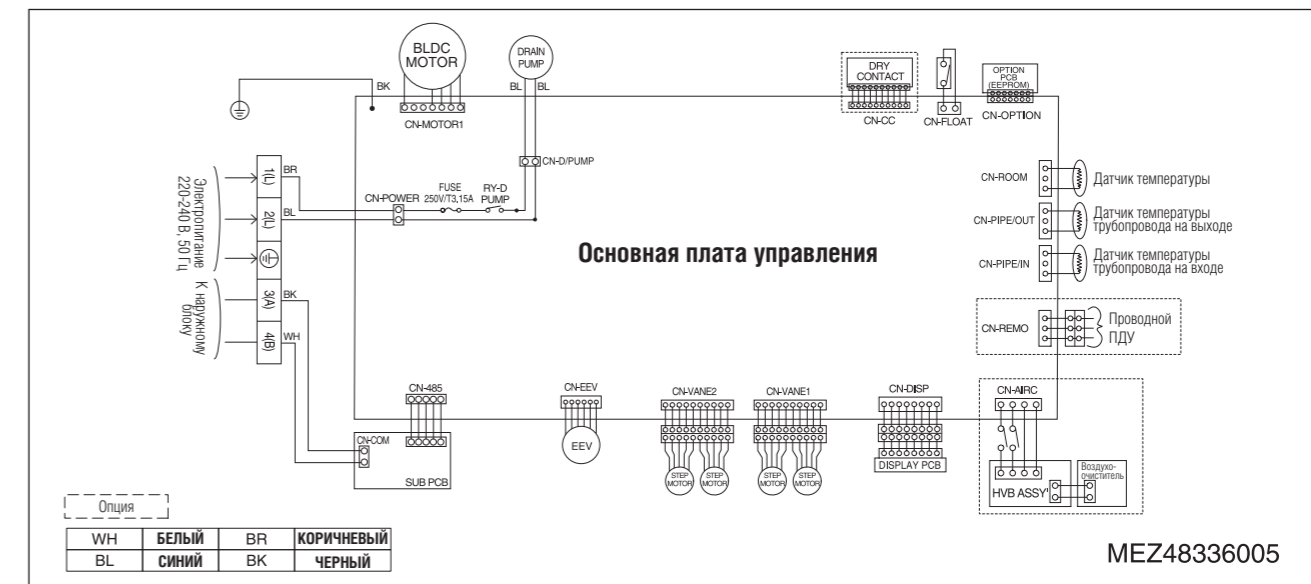 BLDC
MOTOR
DRAIN
PUMP
BK
BL BL
CN-MOTOR1
CN-D/PUMP
DRY
CONTACT
CN-CC
CN-FLOAT
OPTION
PCB
(EEPROM)
CN-OPTION
Электропитание
220-240 В, 50 Гц
К наружному
блоку
1(L)
BR
2(L)
BL
3(A)
BK
4(B)
WH
CN-POWER
FUSE
250V/T3,15A
RY-D
PUMP
Основная плата управления
CN-ROOM
Датчик температуры
CN-PIPE/OUT
Датчик температуры
трубопровода на выходе
CN-PIPE/IN
Датчик температуры
трубопровода на входе
CN-REMO
Проводной
ПДУ
CN-485
CN-COM
SUB PCB
CN-EEV
EEV
CN-VANE2
STEP
MOTOR
STEP
MOTOR
CN-VANE1
STEP
MOTOR
STEP
MOTOR
CN-DISP
DISPLAY PCB
CN-AIRC
HVB ASSY'
Воздухо-
очиститель
Опция
WH БЕЛЫЙ BR КОРИЧНЕВЫЙ
BL СИНИЙ BK ЧЕРНЫЙ
MEZ48336005